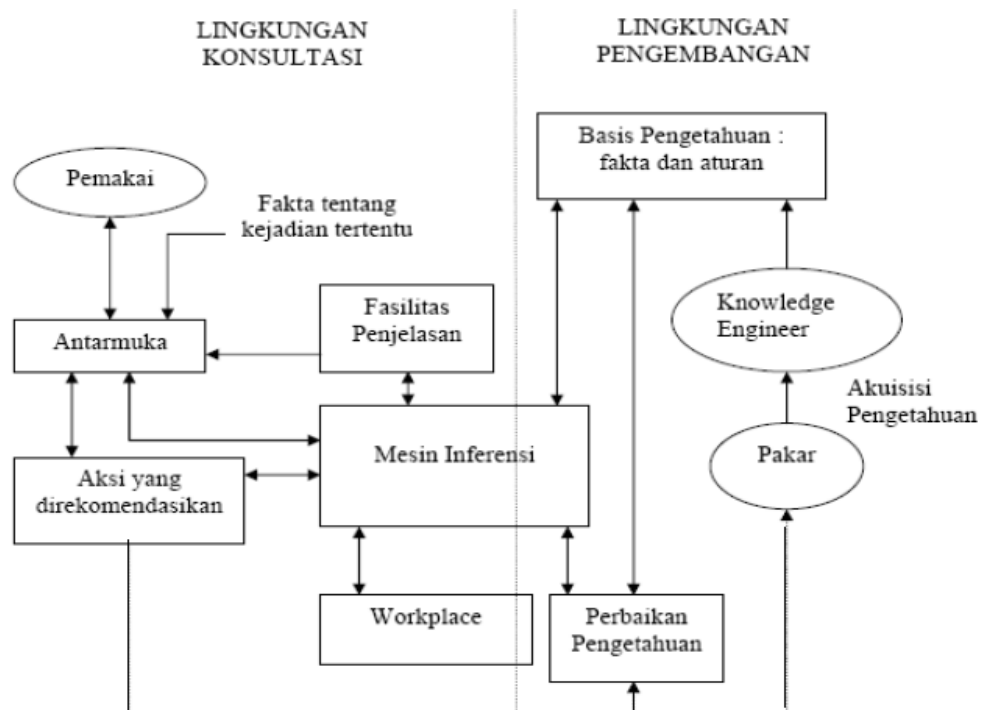 LINGKUNGAN
KONSULTASI
LINGKUNGAN
PENGEMBANGAN
Basis Pengetahuan :
fakta dan aturan
Pemakai
Fakta tentang
kejadian tertentu
Fasilitas
Penjelasan
Knowledge
Engineer
Antarmuka
Akuisisi
Pengetahuan
Mesin Inferensi
Pakar
Aksi yang
direkomendasikan
Workplace
Perbaikan
Pengetahuan